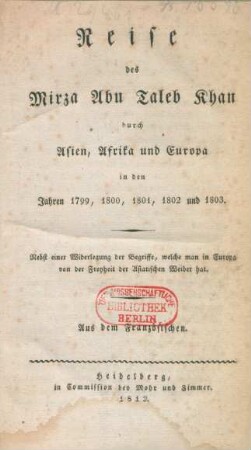 Reise
des
Mirza Abu Taleb Khan
durch
Asien, Afrika und Europa
in den
Jahren 1799, 1800, 1801, 1802 und 1803.
Nebst einer Widerlegung der Begriffe, welche man in Europa
von der Freyheit der Asiatischen Weiber hat.
BIBLIOTHEK
BERLIN
Aus dem Französischen.
Heidelberg,
in Commission bey Mohr und Zimmer.
1813.